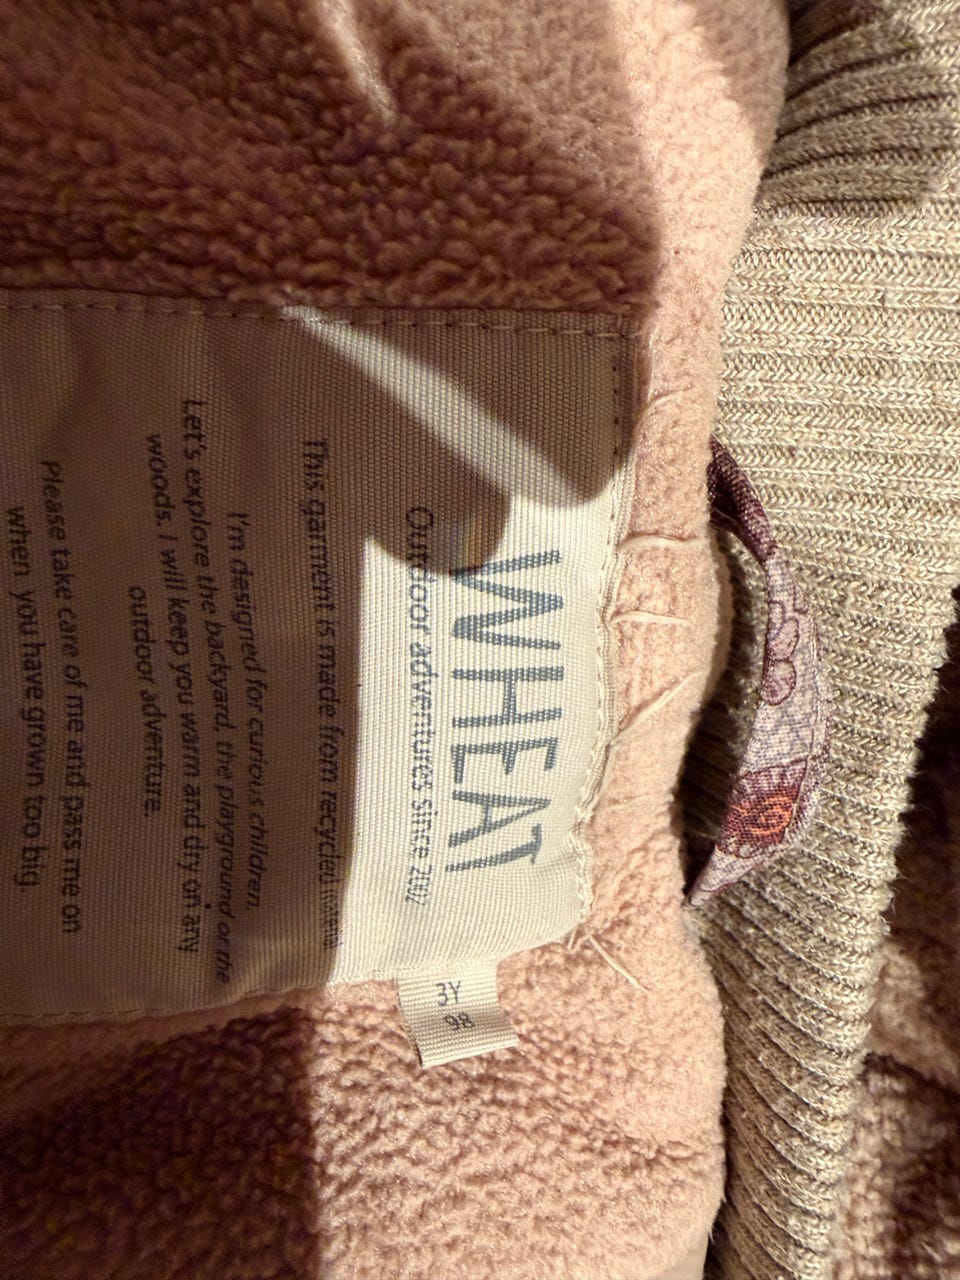 WHEAT
Outdoor adventures since 2002
This garment is made from recycled material
I'm designed for curious children.
Let's explore the backyard, the playground or the
woods. I will keep you warm and dry on any
outdoor adventure.
Please take care of me and pass me on
when you have grown too big.
3Y
98